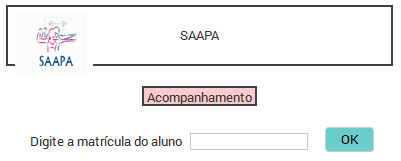 SAAPA
SAAPA
Acompanhamento
Digite a matrícula do aluno
OK